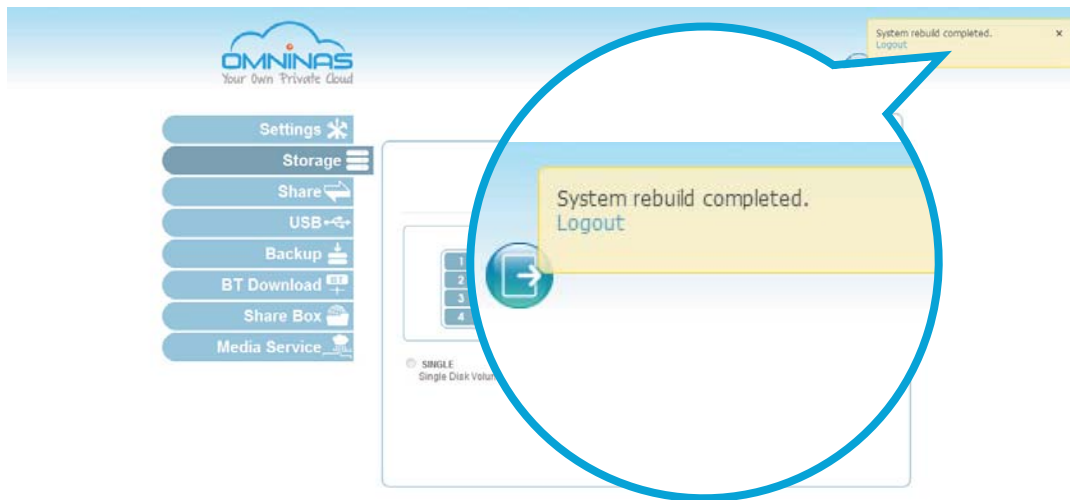 OMNINAS
Your Own Private Cloud
System rebuild completed.
Logout
x
Settings
Storage
Share
USB
Backup
BT Download BT
Share Box
Media Service
1
2
3
4
SINGLE
Single Disk
System rebuild completed.
Logout